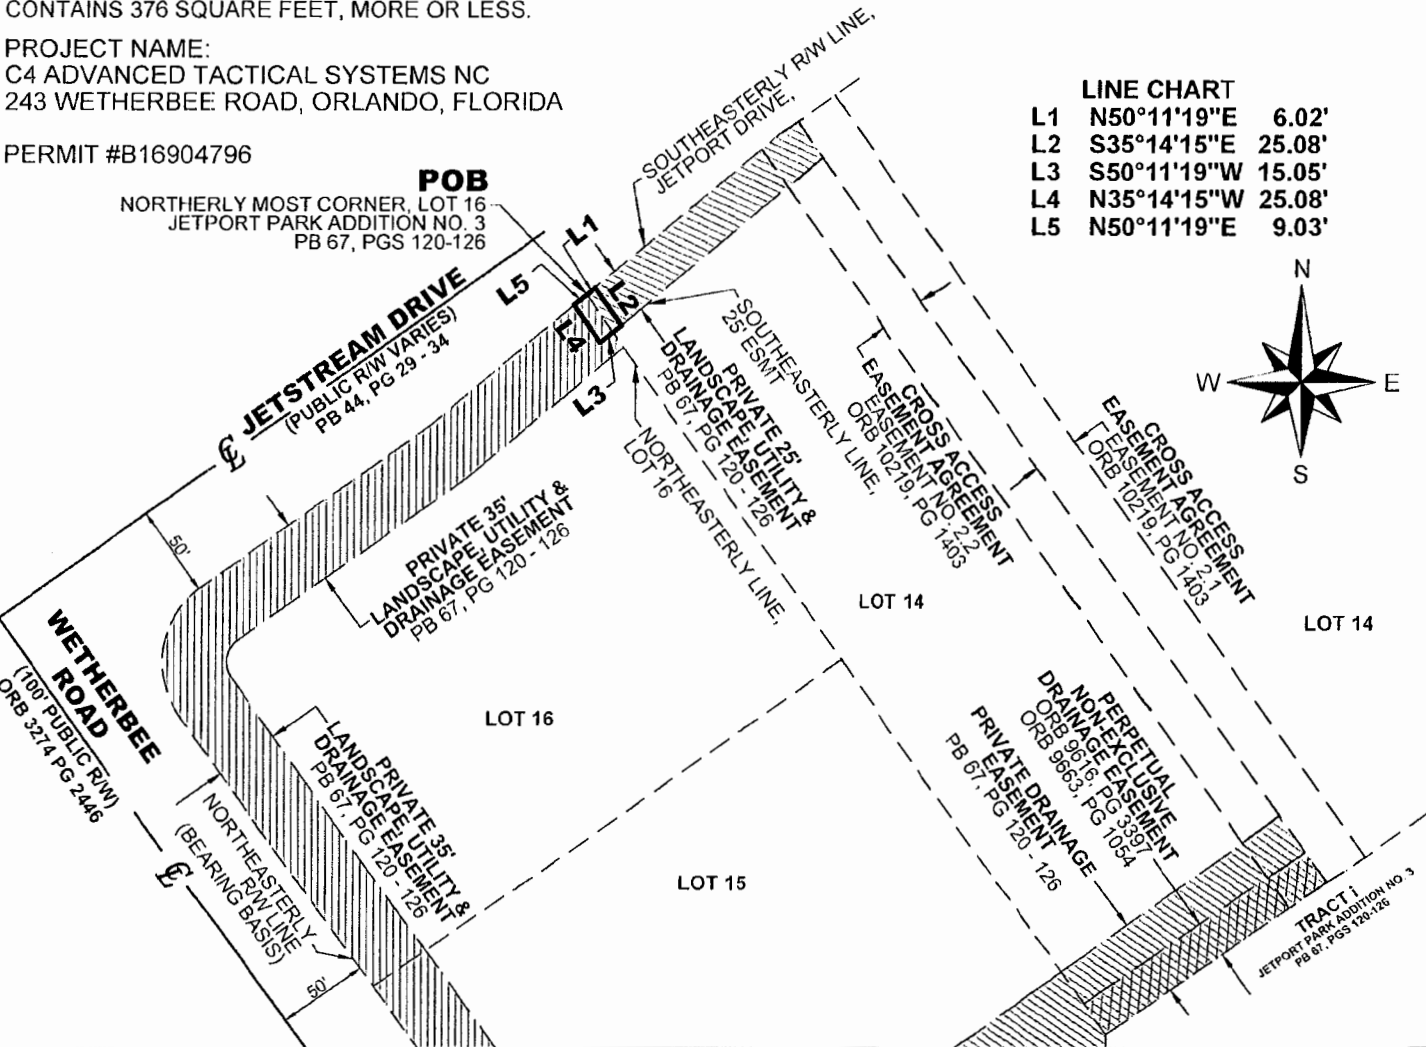 CONTAINS 376 SQUARE FEET, MORE OR LESS.
PROJECT NAME:
C4 ADVANCED TACTICAL SYSTEMS NC
243 WETHERBEE ROAD, ORLANDO, FLORIDA
PERMIT #B16904796
POB
NORTHERLY MOST CORNER, LOT 16
JETPORT PARK ADDITION NO. 3
PB 67, PGS 120-126
SOUTHEASTERLY R/W LINE,
JETPORT DRIVE,
LINE CHART
L1 N50°11'19"E 6.02'
L2 S35°14'15"E 25.08'
L3 S50°11'19"W 15.05'
L4 N35°14'15"W 25.08'
L5 N50°11'19"E 9.03'
N
W
E
S
L1
L5
L2
L4
L3
JETSTREAM DRIVE
(PUBLIC R/W VARIES)
PB 44, PG 29 - 34
℄
50'
SOUTHEASTERLY LINE,
25' ESMT
PRIVATE 25'
LANDSCAPE, UTILITY &
DRAINAGE EASEMENT
PB 67, PG 120 - 126
NORTHEASTERLY LINE,
LOT 16
CROSS ACCESS
EASEMENT AGREEMENT
EASEMENT NO. 2.2
ORB 10219, PG 1403
CROSS ACCESS
EASEMENT AGREEMENT
EASEMENT NO. 2.1
ORB 10219, PG 1403
PRIVATE 35'
LANDSCAPE, UTILITY &
DRAINAGE EASEMENT
PB 67, PG 120 - 126
LOT 14
LOT 14
WETHERBEE
ROAD
(100' PUBLIC R/W)
ORB 3274 PG 2446
LOT 16
PRIVATE 35'
LANDSCAPE, UTILITY &
DRAINAGE EASEMENT
PB 67, PG 120 - 126
PERPETUAL
NON-EXCLUSIVE
DRAINAGE EASEMENT
ORB 9616, PG 3397
ORB 9663, PG 1054
PRIVATE DRAINAGE
EASEMENT
PB 67, PG 120 - 126
NORTHEASTERLY
R/W LINE
(BEARING BASIS)
℄
50'
LOT 15
TRACT i
JETPORT PARK ADDITION NO. 3
PB 67, PGS 120-126